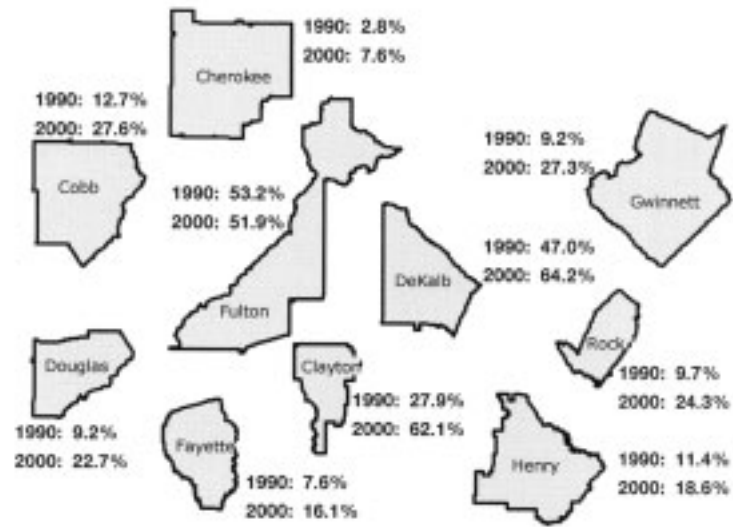 1990: 2.8%
2000: 7.6%
Cherokee
1990: 12.7%
2000: 27.6%
Cobb
1990: 9.2%
2000: 27.3%
Gwinnett
1990: 53.2%
2000: 51.9%
Fulton
1990: 47.0%
2000: 64.2%
DeKalb
Rock
1990: 9.7%
2000: 24.3%
Douglas
1990: 9.2%
2000: 22.7%
Clayton
1990: 27.9%
2000: 62.1%
Fayette
1990: 7.6%
2000: 16.1%
Henry
1990: 11.4%
2000: 18.6%